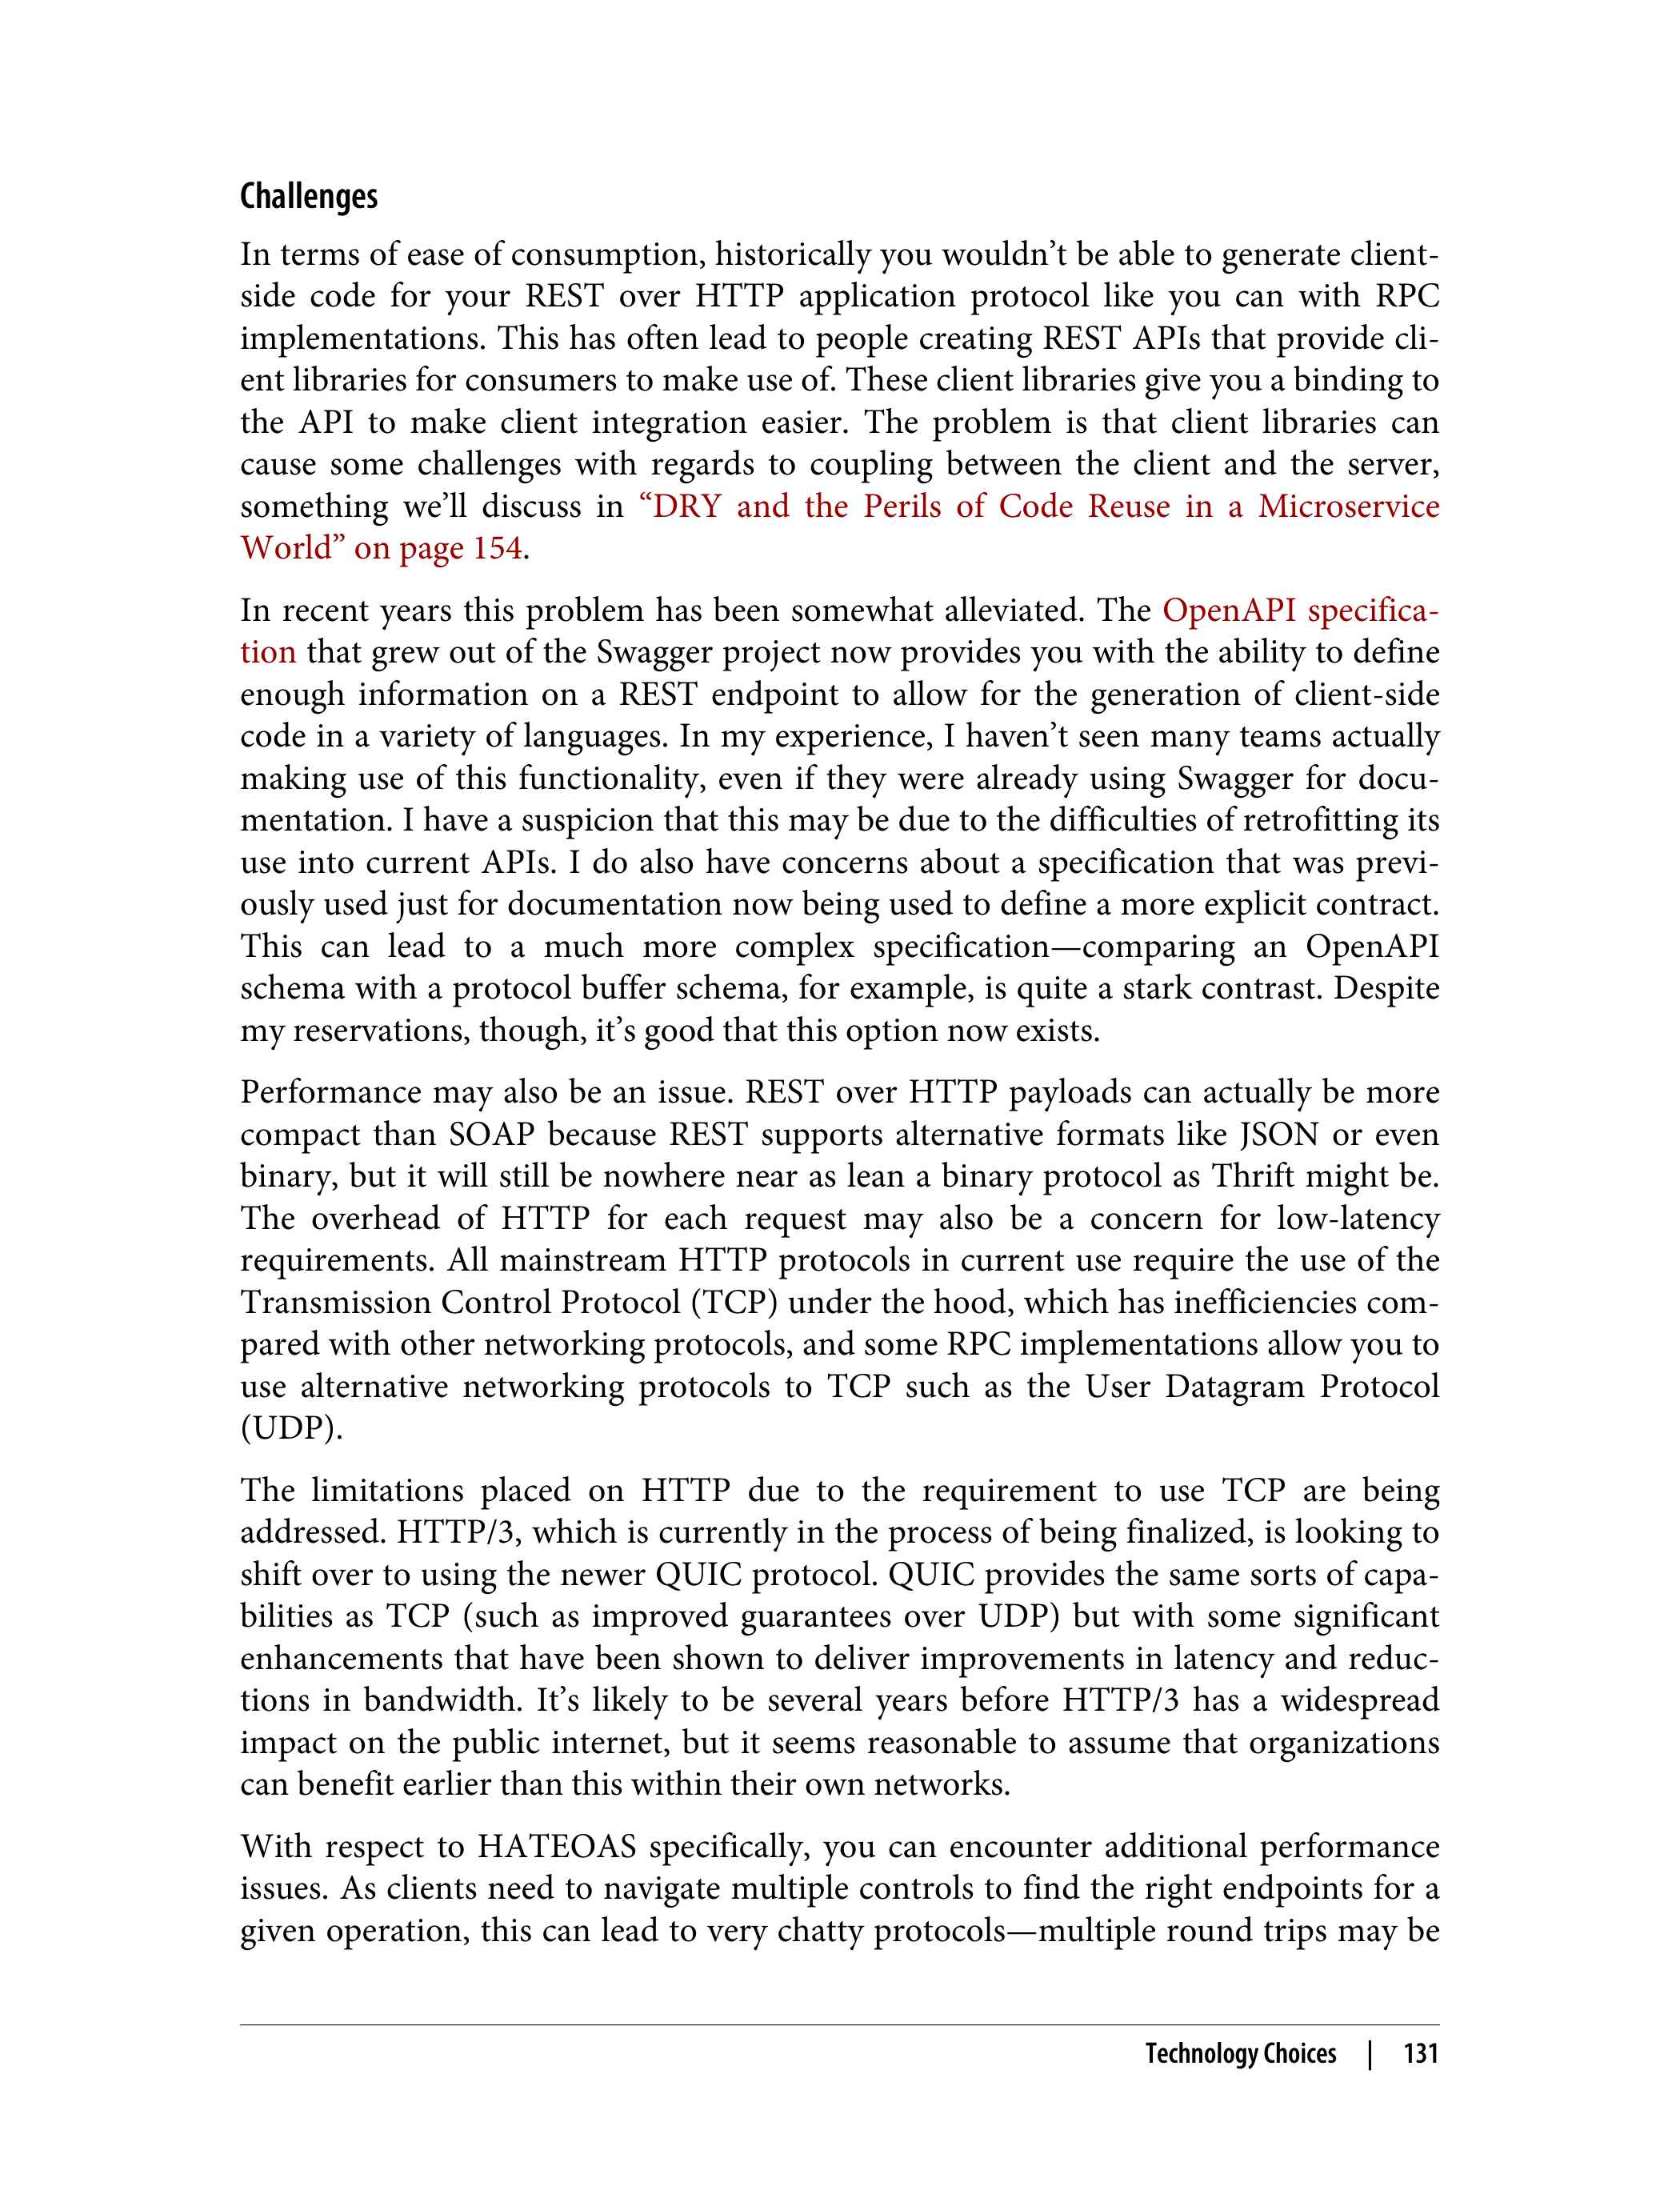 Challenges
In terms of ease of consumption, historically you wouldn’t be able to generate client-
side code for your REST over HTTP application protocol like you can with RPC
implementations. This has often lead to people creating REST APIs that provide cli-
ent libraries for consumers to make use of. These client libraries give you a binding to
the API to make client integration easier. The problem is that client libraries can
cause some challenges with regards to coupling between the client and the server,
something we’ll discuss in “DRY and the Perils of Code Reuse in a Microservice
World” on page 154.
In recent years this problem has been somewhat alleviated. The OpenAPI specifica-
tion that grew out of the Swagger project now provides you with the ability to define
enough information on a REST endpoint to allow for the generation of client-side
code in a variety of languages. In my experience, I haven’t seen many teams actually
making use of this functionality, even if they were already using Swagger for docu-
mentation. I have a suspicion that this may be due to the difficulties of retrofitting its
use into current APIs. I do also have concerns about a specification that was previ-
ously used just for documentation now being used to define a more explicit contract.
This can lead to a much more complex specification—comparing an OpenAPI
schema with a protocol buffer schema, for example, is quite a stark contrast. Despite
my reservations, though, it’s good that this option now exists.
Performance may also be an issue. REST over HTTP payloads can actually be more
compact than SOAP because REST supports alternative formats like JSON or even
binary, but it will still be nowhere near as lean a binary protocol as Thrift might be.
The overhead of HTTP for each request may also be a concern for low-latency
requirements. All mainstream HTTP protocols in current use require the use of the
Transmission Control Protocol (TCP) under the hood, which has inefficiencies com-
pared with other networking protocols, and some RPC implementations allow you to
use alternative networking protocols to TCP such as the User Datagram Protocol
(UDP).
The limitations placed on HTTP due to the requirement to use TCP are being
addressed. HTTP/3, which is currently in the process of being finalized, is looking to
shift over to using the newer QUIC protocol. QUIC provides the same sorts of capa-
bilities as TCP (such as improved guarantees over UDP) but with some significant
enhancements that have been shown to deliver improvements in latency and reduc-
tions in bandwidth. It’s likely to be several years before HTTP/3 has a widespread
impact on the public internet, but it seems reasonable to assume that organizations
can benefit earlier than this within their own networks.
With respect to HATEOAS specifically, you can encounter additional performance
issues. As clients need to navigate multiple controls to find the right endpoints for a
given operation, this can lead to very chatty protocols—multiple round trips may be
Technology Choices | 131